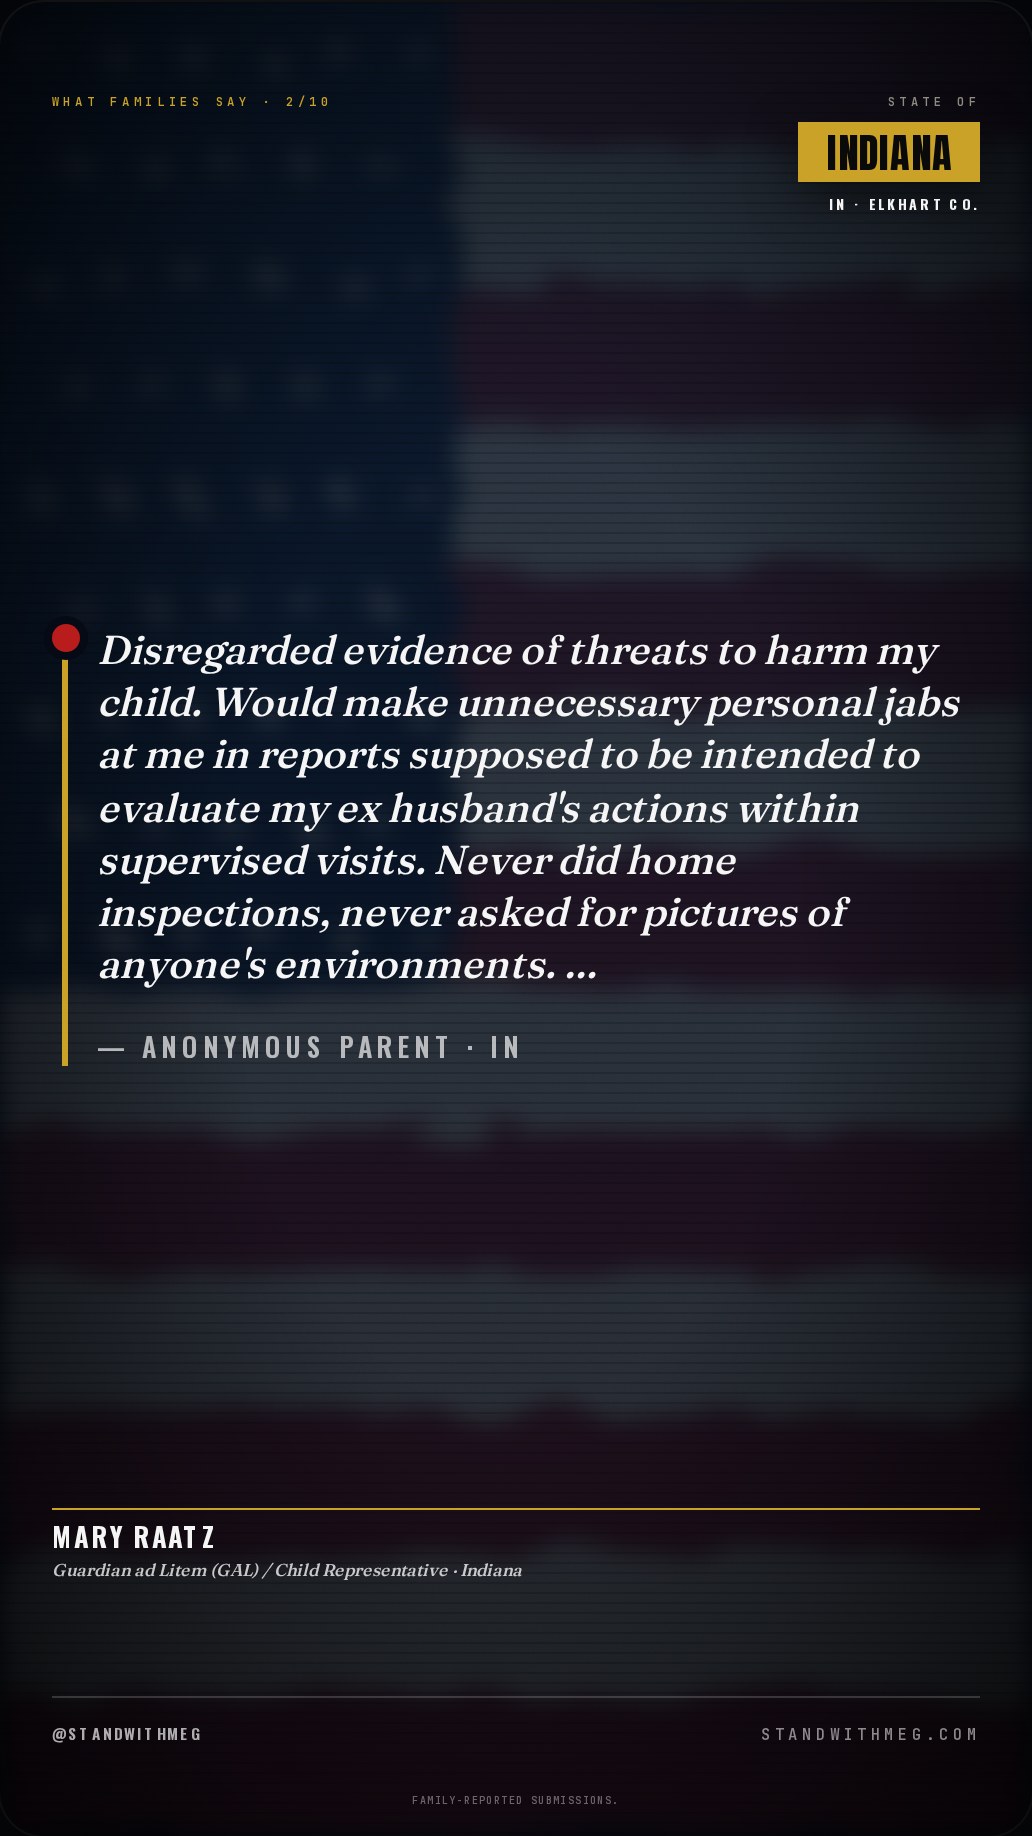 WHAT FAMILIES SAY · 2/10
STATE OF
INDIANA
IN · ELKHART CO.
Disregarded evidence of threats to harm my
child. Would make unnecessary personal jabs
at me in reports supposed to be intended to
evaluate my ex husband's actions within
supervised visits. Never did home
inspections, never asked for pictures of
anyone's environments. ...
— ANONYMOUS PARENT · IN
MARY RAATZ
Guardian ad Litem (GAL) / Child Representative · Indiana
@STANDWITHMEG
STANDWITHMEG.COM
FAMILY-REPORTED SUBMISSIONS.